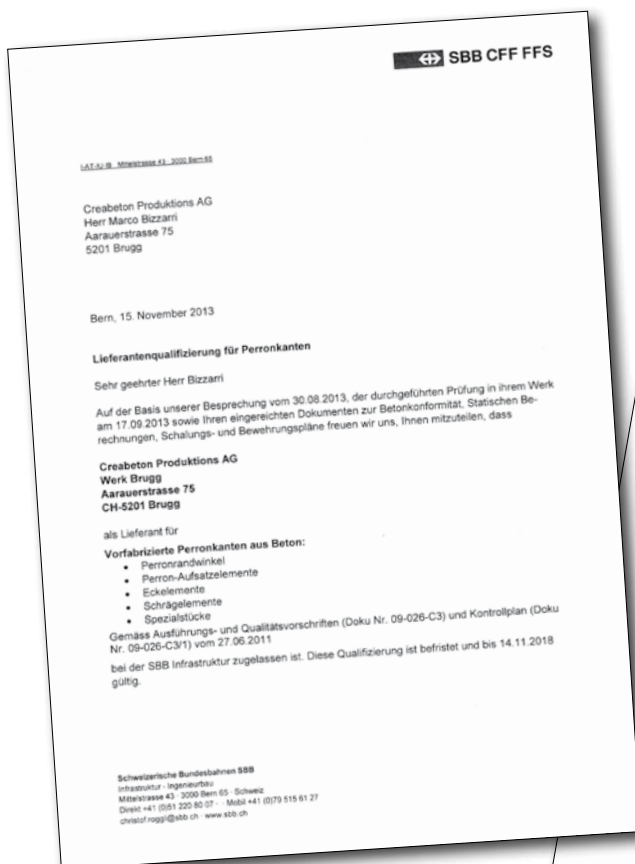 SBB CFF FFS
I-AT-IU-IB Mittelstrasse 43 · 3000 Bern 65
Creabeton Produktions AG
Herr Marco Bizzarri
Aarauerstrasse 75
5201 Brugg
Bern, 15. November 2013
Lieferantenqualifizierung für Perronkanten
Sehr geehrter Herr Bizzarri
Auf der Basis unserer Besprechung vom 30.08.2013, der durchgeführten Prüfung in ihrem Werk
am 17.09.2013 sowie Ihren eingereichten Dokumenten zur Betonkonformität, Statischen Be-
rechnungen, Schalungs- und Bewehrungspläne freuen wir uns, Ihnen mitzuteilen, dass
Creabeton Produktions AG
Werk Brugg
Aarauerstrasse 75
CH-5201 Brugg
als Lieferant für
Vorfabrizierte Perronkanten aus Beton:
• Perronrandwinkel
• Perron-Aufsatzelemente
• Eckelemente
• Schrägelemente
• Spezialstücke
Gemäss Ausführungs- und Qualitätsvorschriften (Doku Nr. 09-026-C3) und Kontrollplan (Doku
Nr. 09-026-C3/1) vom 27.06.2011
bei der SBB Infrastruktur zugelassen ist. Diese Qualifizierung ist befristet und bis 14.11.2018
gültig.
Schweizerische Bundesbahnen SBB
Infrastruktur - Ingenieurbau
Mittelstrasse 43 · 3000 Bern 65 · Schweiz
Direkt +41 (0)51 220 80 07 · · Mobil +41 (0)79 515 61 27
christof.roggli@sbb.ch · www.sbb.ch